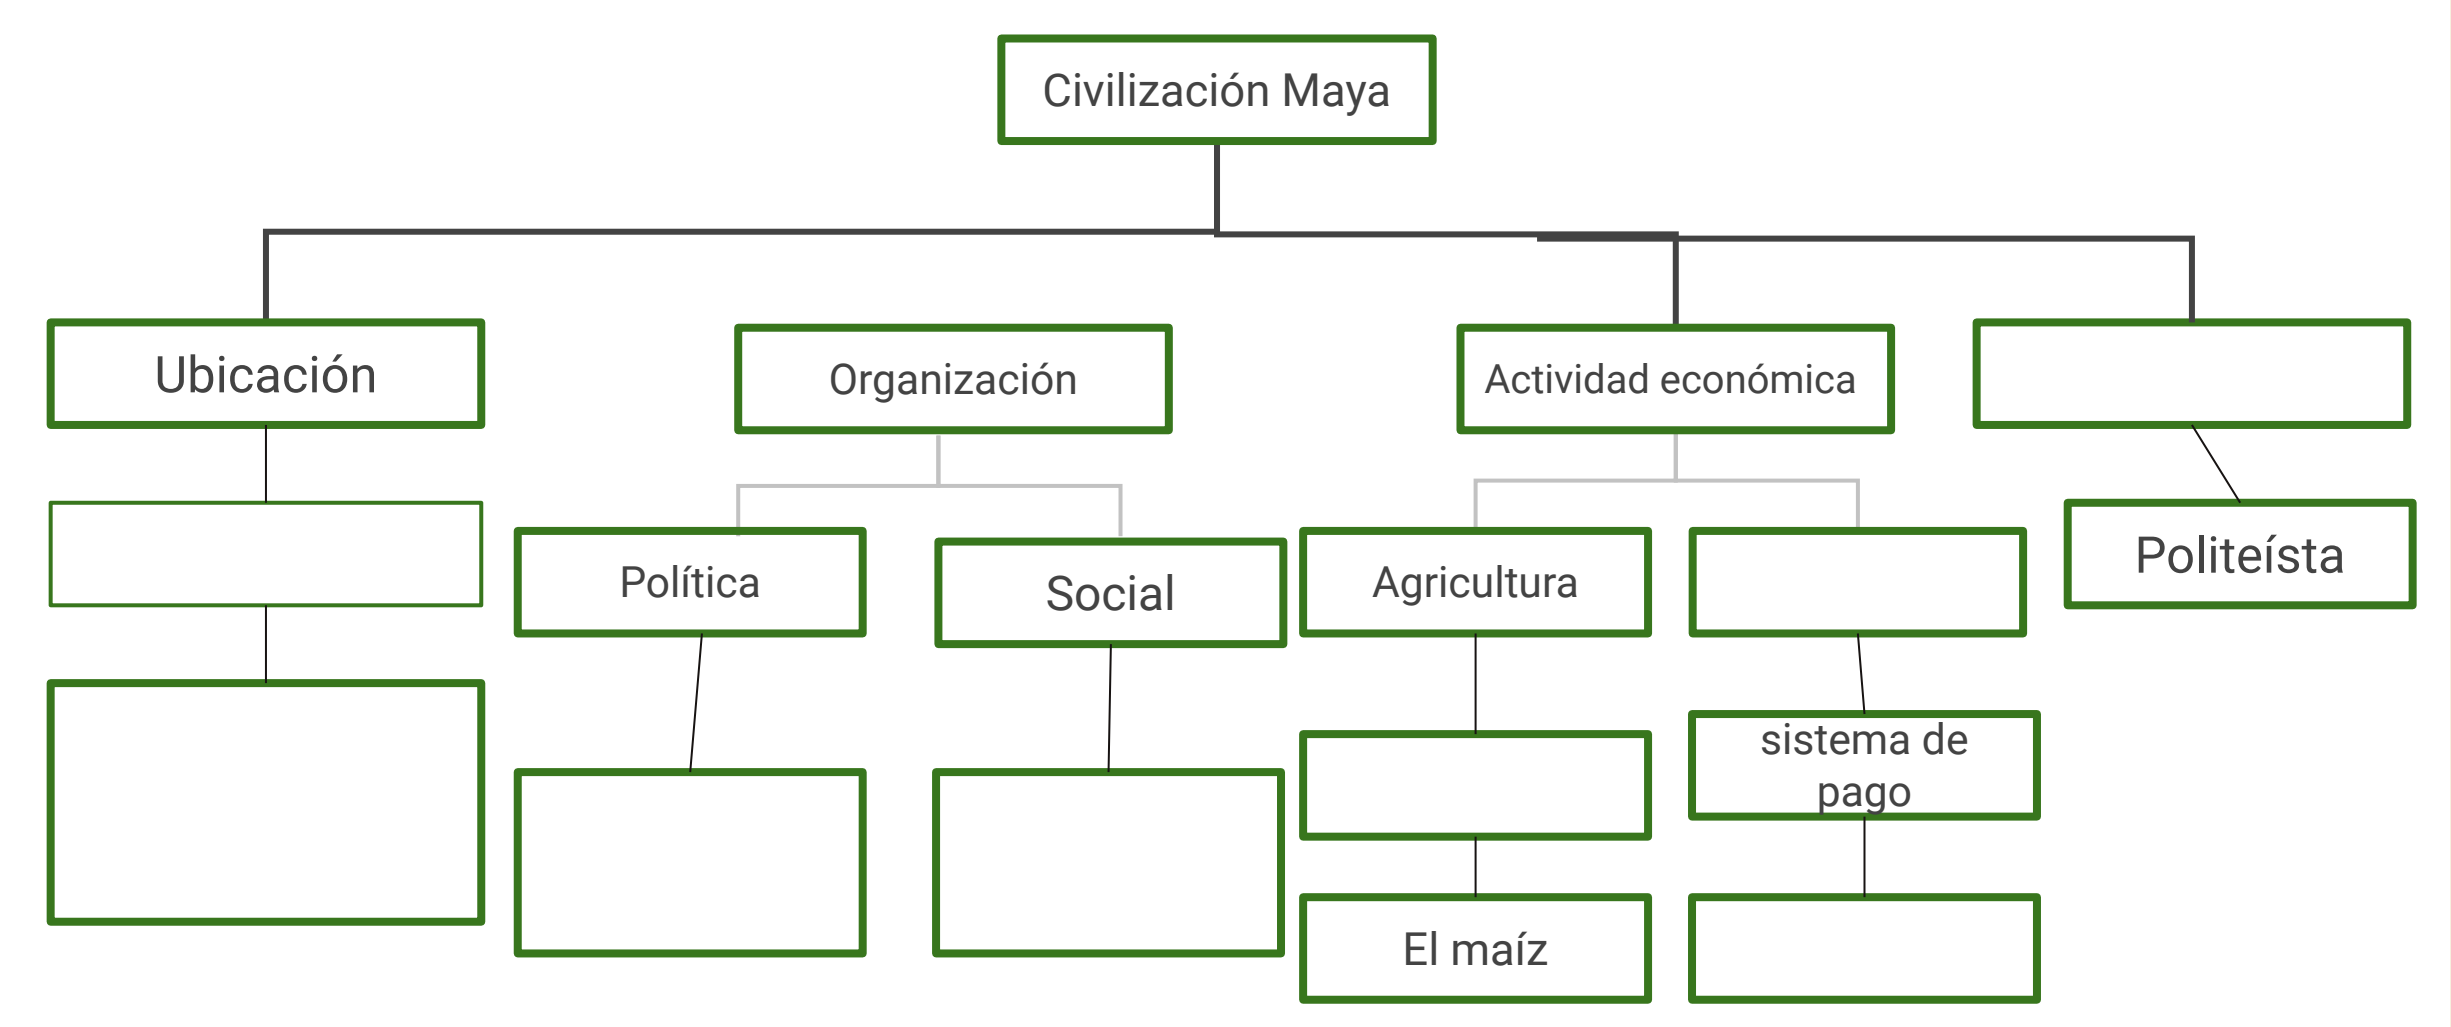 Civilización Maya
Ubicación
Organización
Actividad económica
Política
Social
Agricultura
Politeísta
sistema de
pago
El maíz